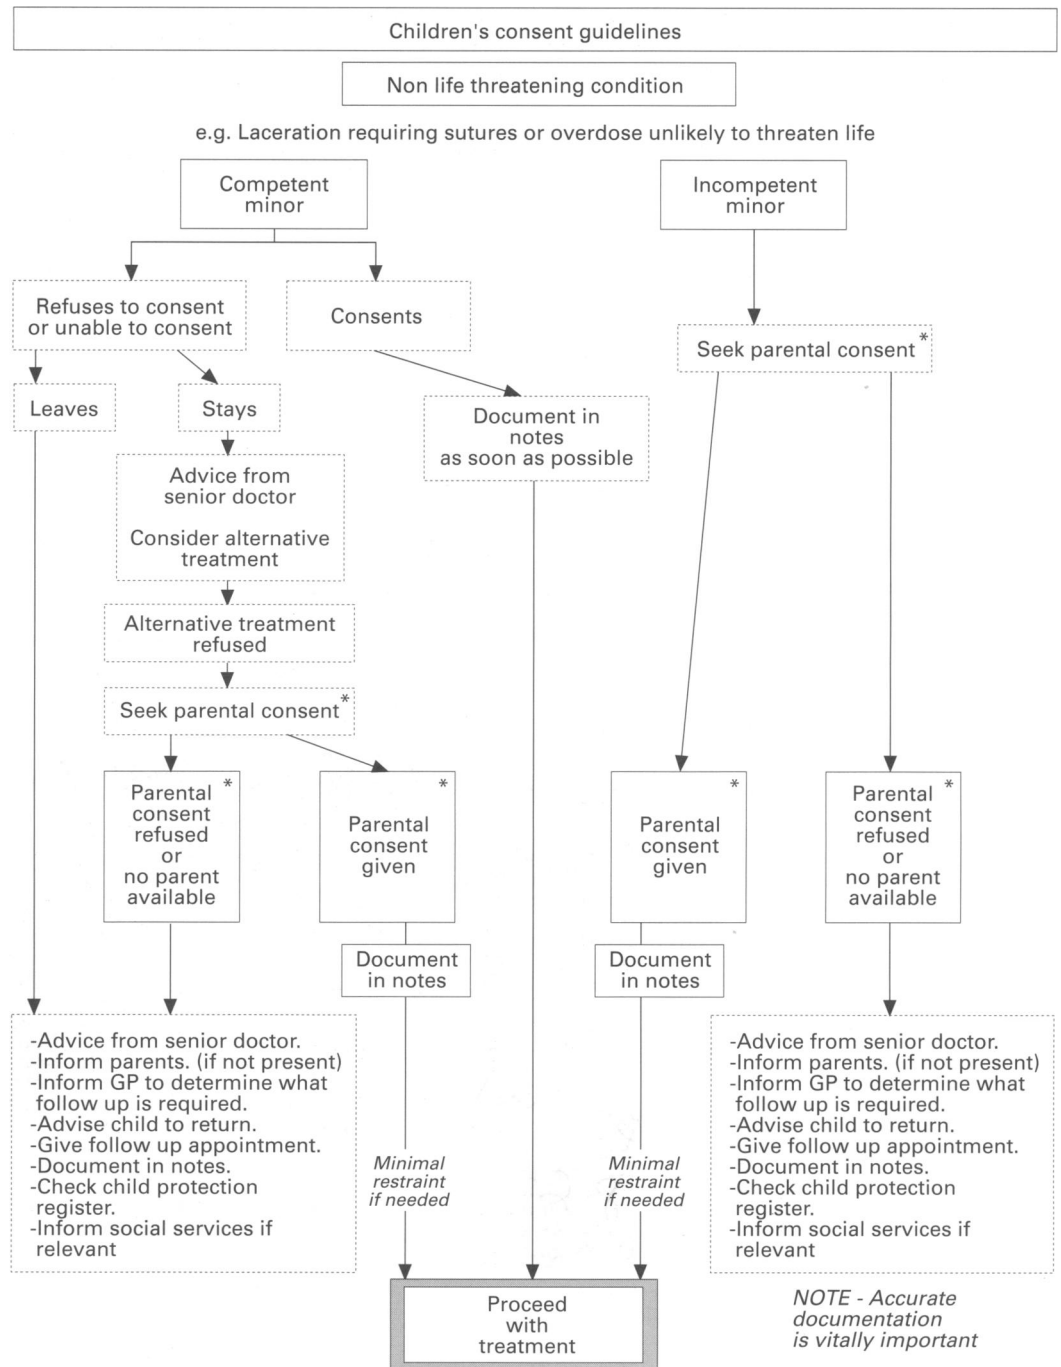 Children's consent guidelines
Non life threatening condition
e.g. Laceration requiring sutures or overdose unlikely to threaten life
Competent
minor
Incompetent
minor
Refuses to consent
or unable to consent
Consents
Seek parental consent*
Leaves
Stays
Document in
notes
as soon as possible
Advice from
senior doctor
Consider alternative
treatment
Alternative treatment
refused
Seek parental consent*
Parental *
consent
refused
or
no parent
available
*
Parental
consent
given
*
Parental
consent
given
Parental *
consent
refused
or
no parent
available
Document
in notes
Document
in notes
-Advice from senior doctor.
-Inform parents. (if not present)
-Inform GP to determine what
follow up is required.
-Advise child to return.
-Give follow up appointment.
-Document in notes.
-Check child protection
register.
-Inform social services if
relevant
Minimal
restraint
if needed
Minimal
restraint
if needed
-Advice from senior doctor.
-Inform parents. (if not present)
-Inform GP to determine what
follow up is required.
-Advise child to return.
-Give follow up appointment.
-Document in notes.
-Check child protection
register.
-Inform social services if
relevant
Proceed
with
treatment
NOTE - Accurate
documentation
is vitally important